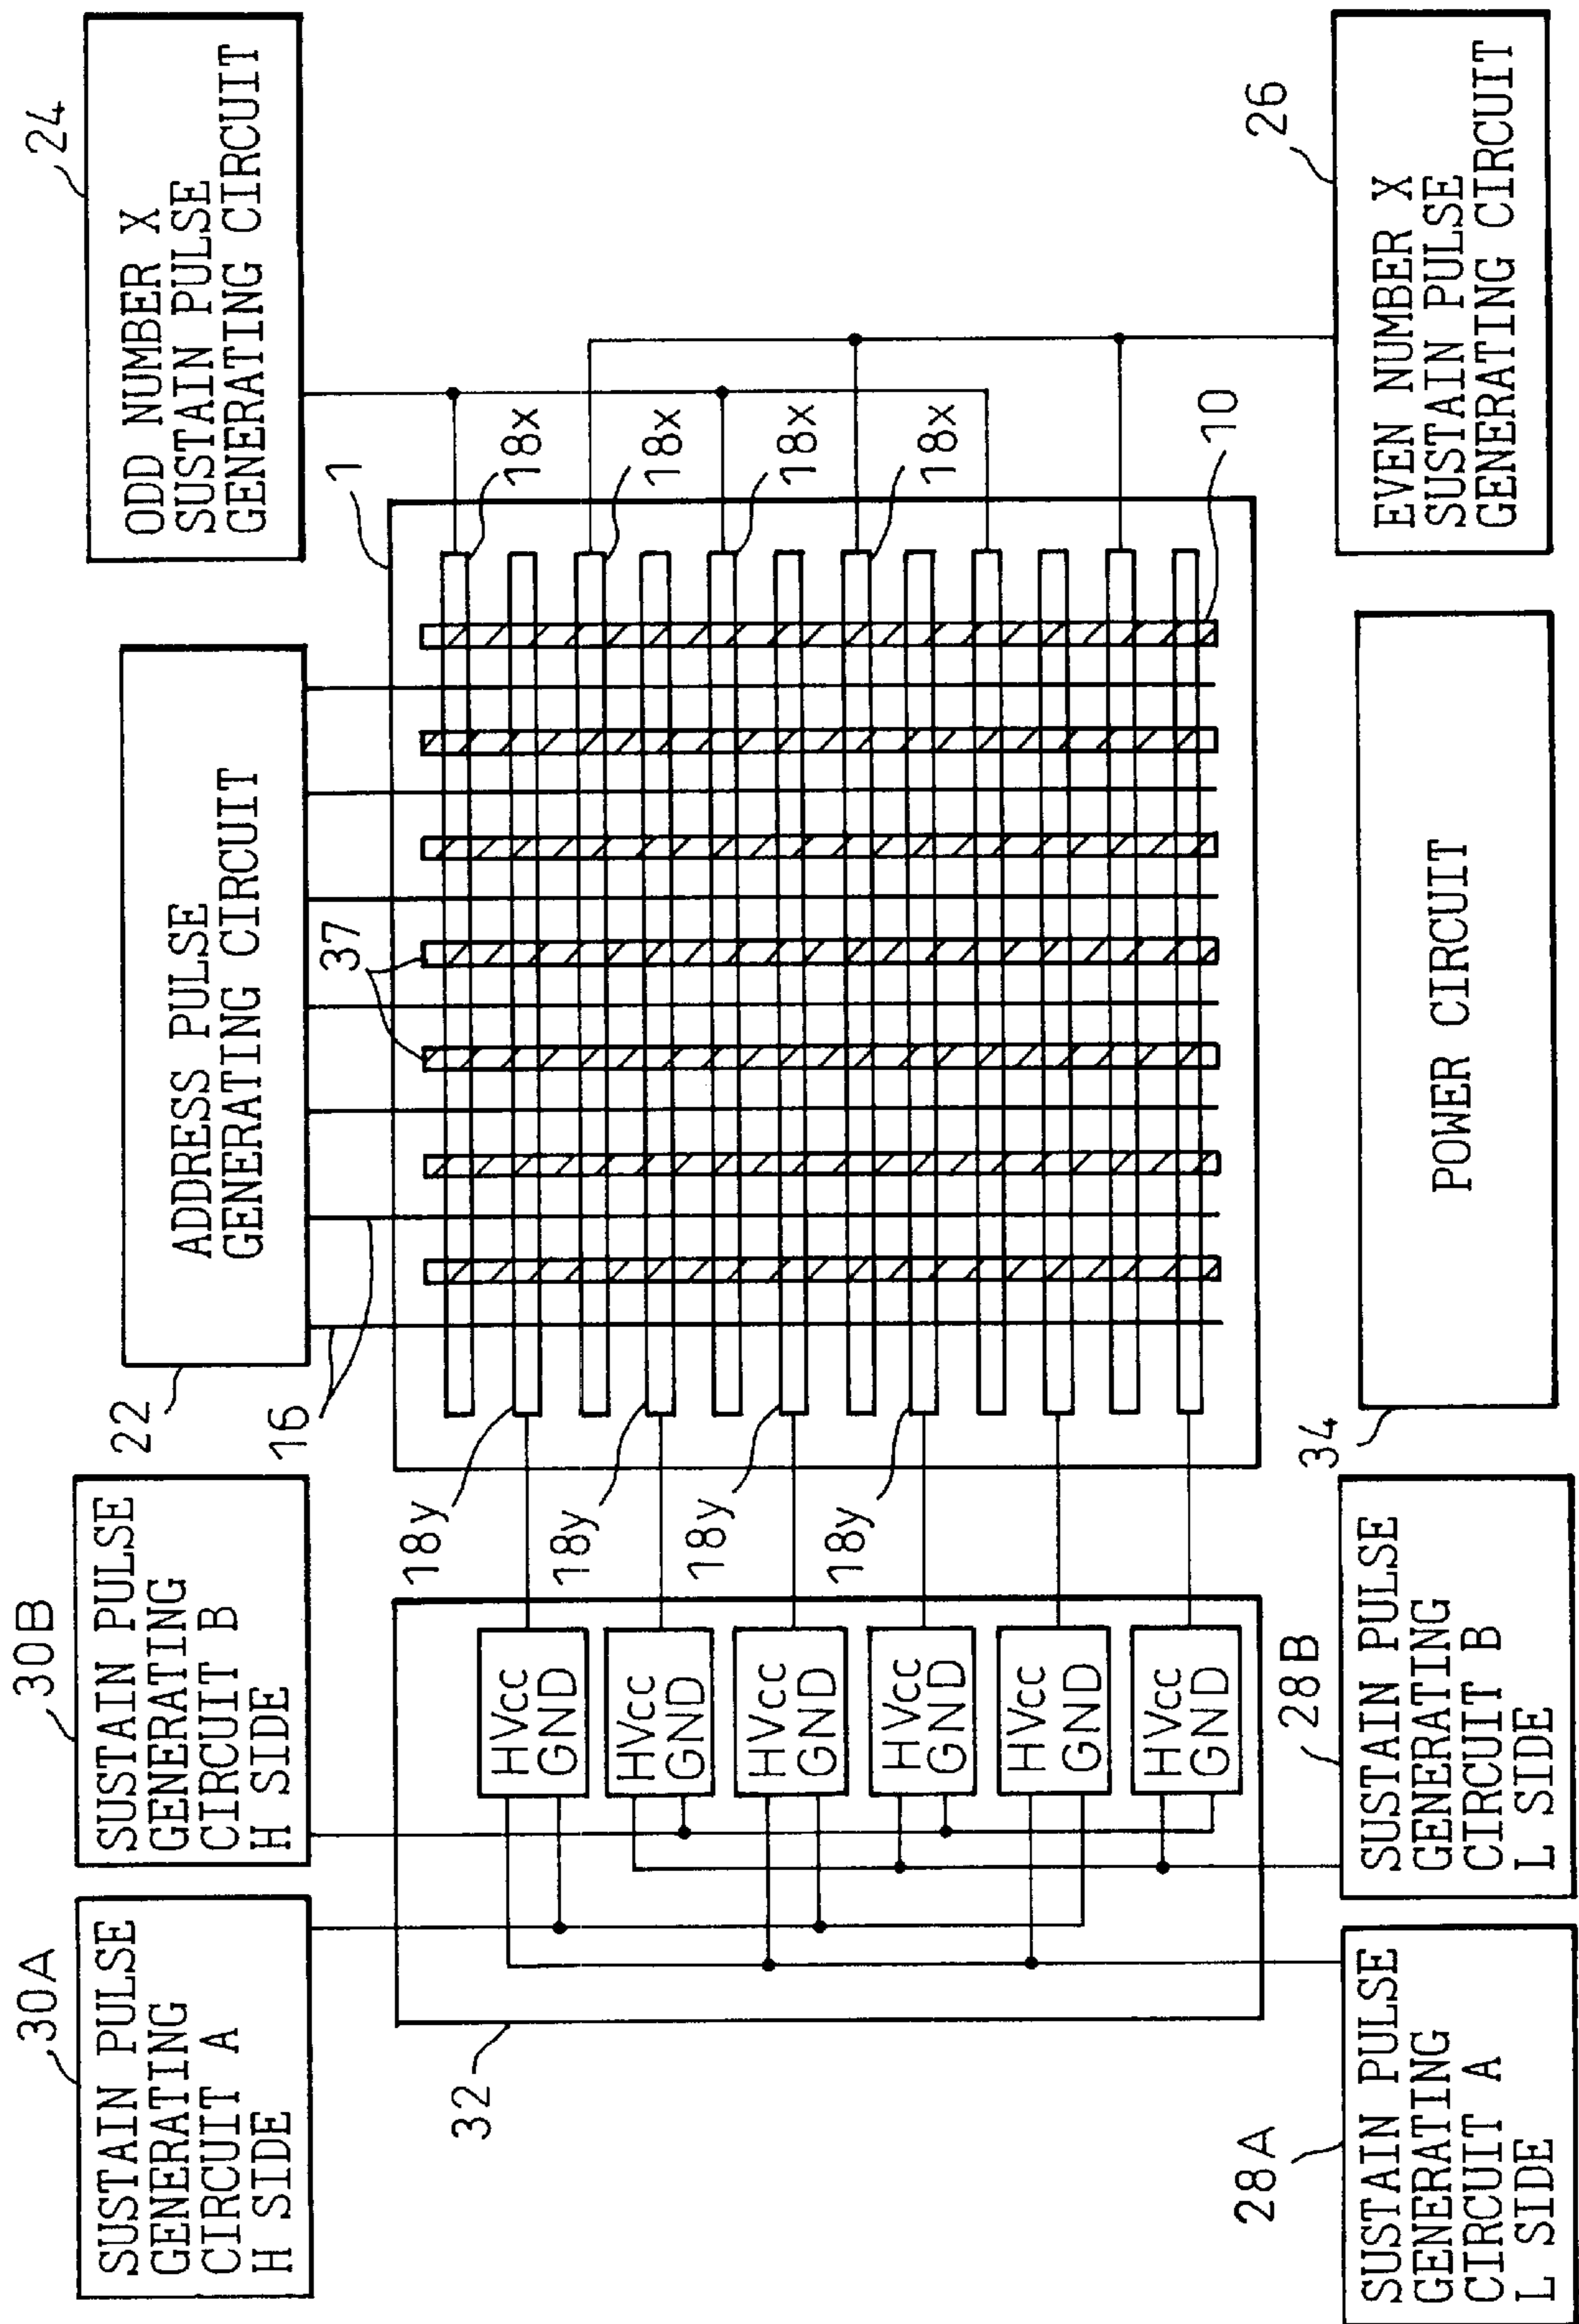 30A
SUSTAIN PULSE
GENERATING
CIRCUIT A
H SIDE
30B
SUSTAIN PULSE
GENERATING
CIRCUIT B
H SIDE
22
ADDRESS PULSE
GENERATING CIRCUIT
24
ODD NUMBER X
SUSTAIN PULSE
GENERATING CIRCUIT
16
37
1
32
HVcc
GND
HVcc
GND
HVcc
GND
HVcc
GND
HVcc
GND
HVcc
GND
18y
18y
18y
18y
18x
18x
18x
18x
10
28A
SUSTAIN PULSE
GENERATING
CIRCUIT A
L SIDE
28B
SUSTAIN PULSE
GENERATING
CIRCUIT B
L SIDE
34
POWER CIRCUIT
26
EVEN NUMBER X
SUSTAIN PULSE
GENERATING CIRCUIT